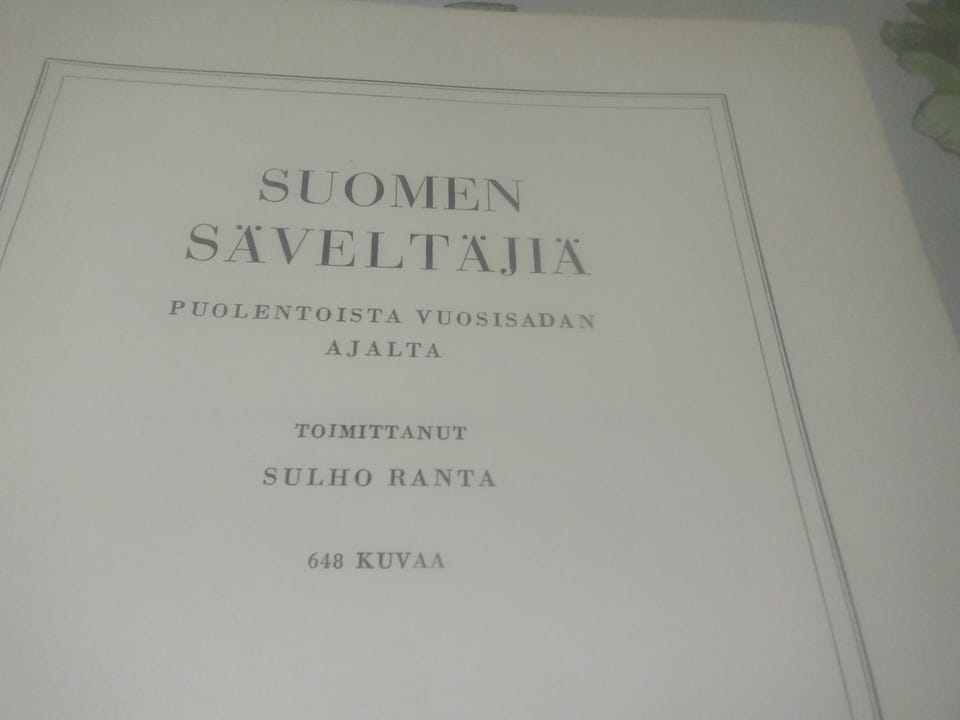 SUOMEN
SÄVELTÄJIÄ
PUOLENTOISTA VUOSISADAN
AJALTA
TOIMITTANUT
SULHO RANTA
648 KUVAA